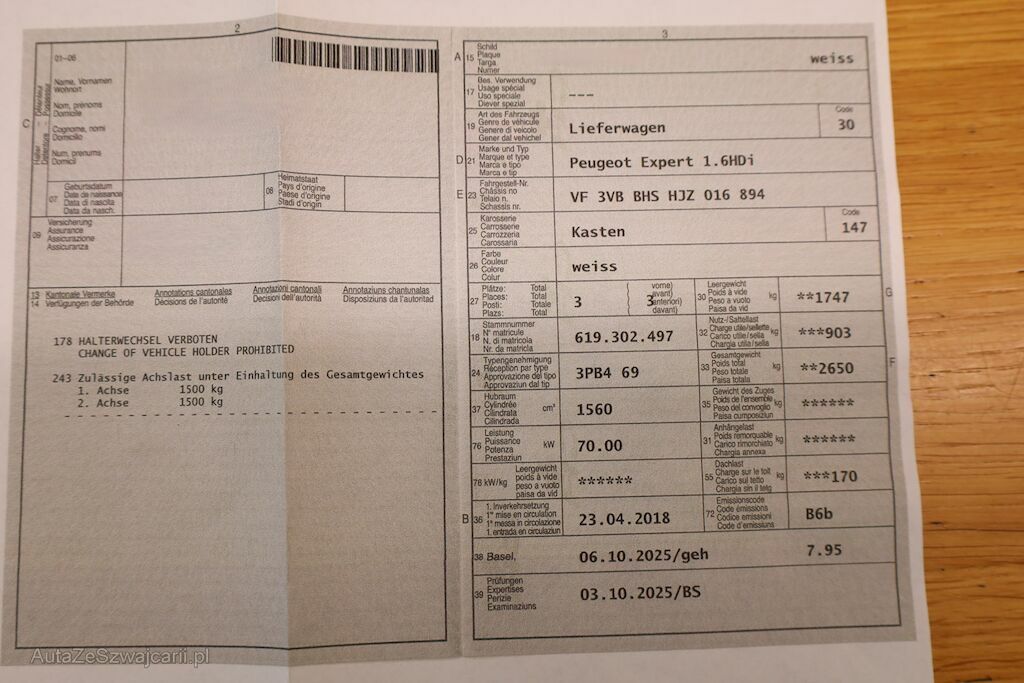 2
01-06
Name, Vornamen
Wohnort
Nom, prénoms
Domicile
Cognome, nomi
Domicilio
Num, prenums
Domicil
C
07
Geburtsdatum
Date de naissance
Data di nascita
Data da nasch.
08
Heimatstaat
Pays d'origine
Paese d'origine
Stadi d'origin
09
Versicherung
Assurance
Assicurazione
Assicuranza
13 Kantonale Vermerke Annotations cantonales Annotazioni cantonali Annotaziuns chantunalas
14 Verfügungen der Behörde Décisions de l'autorité Decisioni dell'autorità Disposiziuns da l'autoritad
178 HALTERWECHSEL VERBOTEN
CHANGE OF VEHICLE HOLDER PROHIBITED
243 Zulässige Achslast unter Einhaltung des Gesamtgewichtes
1. Achse 1500 kg
2. Achse 1500 kg
3
A 15
Schild
Plaque
Targa
Numer
weiss
17
Bes. Verwendung
Usage spécial
Uso speciale
Diever spezial
---
19
Art des Fahrzeugs
Genre de véhicule
Genere di veicolo
Gener dal vehichel
Lieferwagen
Code
30
D 21
Marke und Typ
Marque et type
Marca e tipo
Marca e tip
Peugeot Expert 1.6HDi
E 23
Fahrgestell-Nr.
Châssis no
Telaio n.
Schassis nr.
VF 3VB BHS HJZ 016 894
25
Karosserie
Carrosserie
Carrozzeria
Carossaria
Kasten
Code
147
26
Farbe
Couleur
Colore
Colur
weiss
27
Plätze: Total
Places: Total
Posti: Totale
Plazs: Total
3
vorne)
avant)
anteriori)
davant)
3
30
Leergewicht
Poids à vide
Peso a vuoto
Paisa da vid
kg
**1747
G
18
Stammnummer
N° matricule
N. di matricola
Nr. da matricla
619.302.497
32
Nutz-/Sattellast
Charge utile/sellette
Carico utile/sella
Chargia utila/sella
kg
***903
24
Typengenehmigung
Réception par type
Approvazione del tipo
Approvaziun dal tip
3PB4 69
33
Gesamtgewicht
Poids total
Peso totale
Paisa totala
kg
**2650
F
37
Hubraum
Cylindrée
Cilindrata
Cilindrada
cm³
1560
35
Gewicht des Zuges
Poids de l'ensemble
Peso del convoglio
Paisa cumposiziun
kg
******
76
Leistung
Puissance
Potenza
Prestaziun
kW
70.00
31
Anhängelast
Poids remorquable
Carico rimorchiato
Chargia annexa
kg
******
78 kW/kg
Leergewicht
poids à vide
peso a vuoto
paisa da vid
******
55
Dachlast
Charge sur le toit
Carico sul tetto
Chargia sin il tetg
kg
***170
B 36
1. Inverkehrsetzung
1re mise en circulation
1a messa in circolazione
1. entrada en circulaziun
23.04.2018
72
Emissionscode
Code émissions
Codice emissioni
Code d'emissiuns
B6b
38 Basel,
06.10.2025/geh
7.95
39
Prüfungen
Expertises
Perizie
Examinaziuns
03.10.2025/BS
AutaZeSzwajcarii.pl